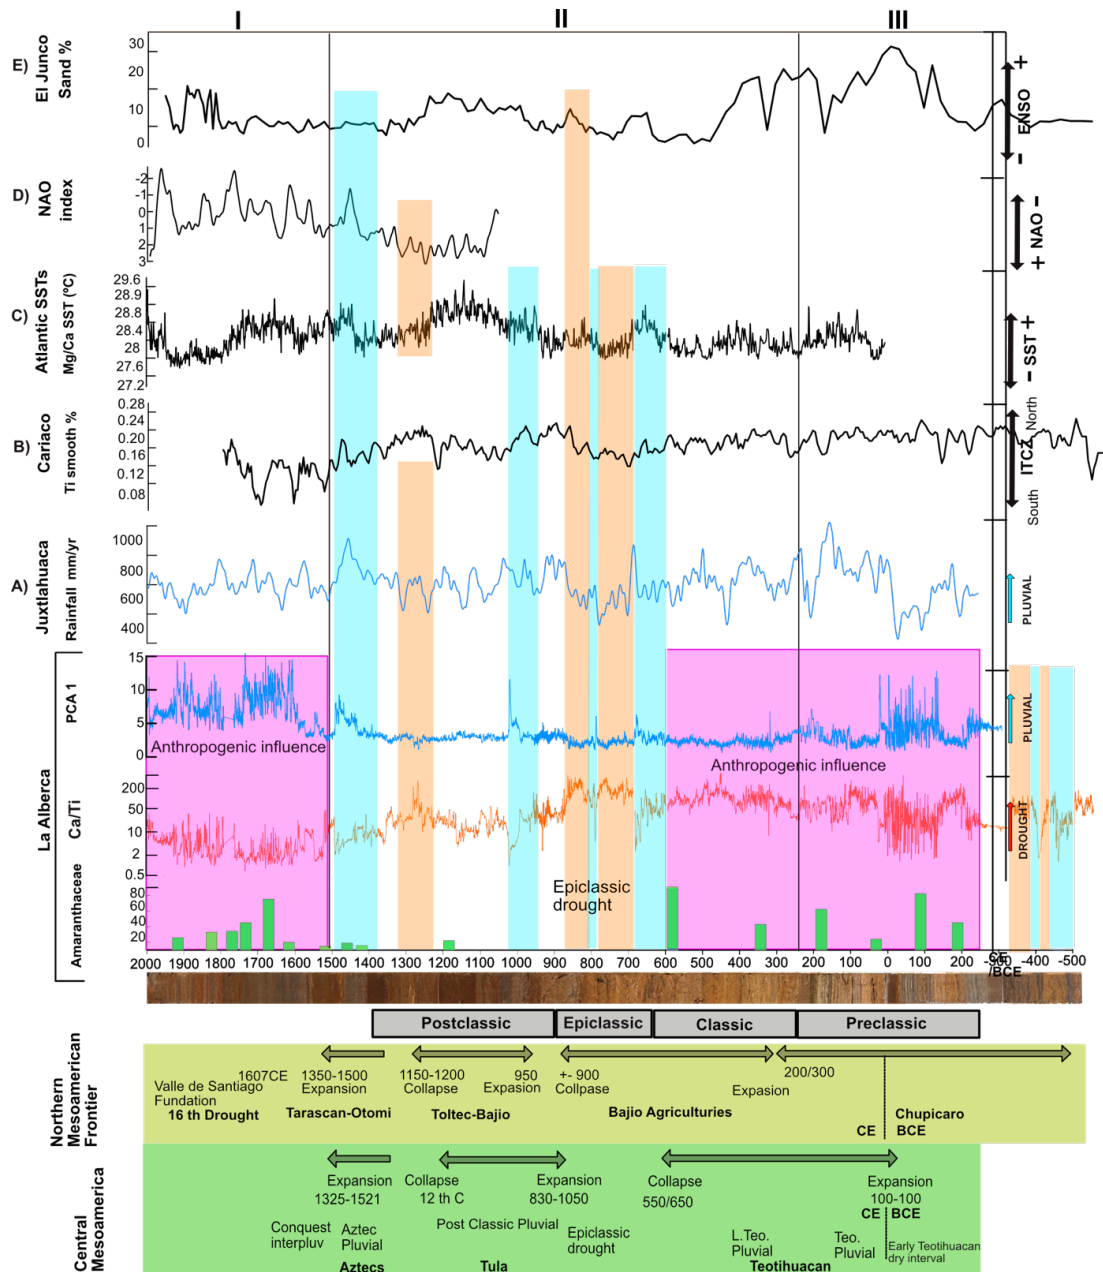 I II III
E)
El Junco
Sand %
30
20
10
0
+
ENSO
-
D)
NAO
index
-2
-1
0
1
2
3
+ NAO -
C)
Atlantic SSTs
Mg/Ca SST (ºC)
29.6
28.9
28.8
28.4
28
27.6
27.2
- SST +
B)
Cariaco
Ti smooth %
0.28
0.24
0.20
0.16
0.12
0.08
South ITCZ North
A)
Juxtlahuaca
Rainfall mm/yr
1000
800
600
400
PLUVIAL
La Alberca
PCA 1
15
10
5
0
Anthropogenic influence
Anthropogenic influence
PLUVIAL
Ca/Ti
200
50
10
2
0.5
DROUGHT
Amaranthaceae
80
60
40
20
Epiclassic
drought
2000 1900 1800 1700 1600 1500 1400 1300 1200 1100 1000 900 800 700 600 500 400 300 200 100 0 100 200 -300 -400 -500
CE
/BCE
Postclassic Epiclassic Classic Preclassic
Northern
Mesoamerican
Frontier
1607CE
Valle de Santiago
Fundation
16 th Drought
1350-1500
Expansion
Tarascan-Otomi
1150-1200
Collapse
950
Expasion
Toltec-Bajio
+- 900
Collpase
Bajio Agriculturies
Expasion
200/300
Chupicaro
CE BCE
Central
Mesoamerica
Expansion
1325-1521
Conquest
interpluv
Aztec
Pluvial
Aztecs
Collapse
12 th C
Expansion
830-1050
Post Classic Pluvial
Tula
Epiclassic
drought
Collapse
550/650
L.Teo.
Pluvial
Teo.
Pluvial
Teotihuacan
Expansion
100-100
CE BCE
Early Teotihuacan
dry interval